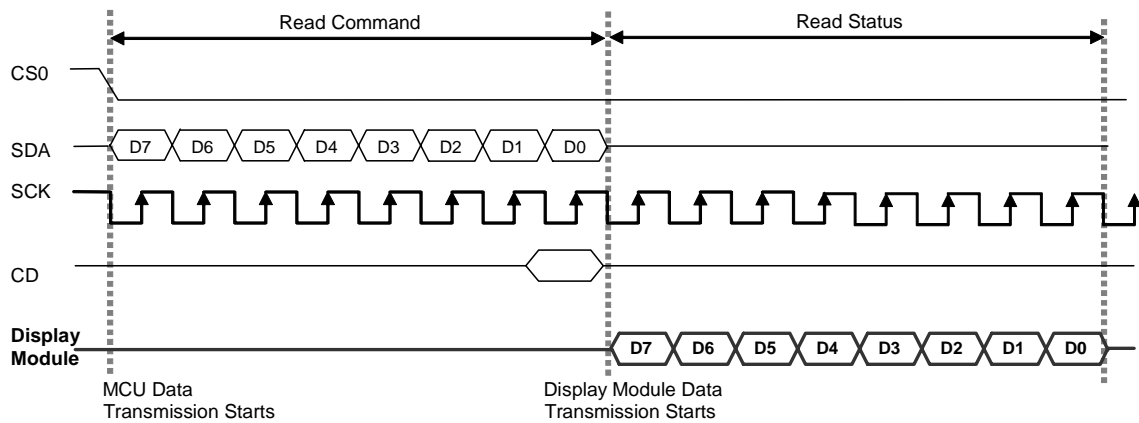 Read Command Read Status
CS0
SDA D7 D6 D5 D4 D3 D2 D1 D0
SCK
CD
Display
Module D7 D6 D5 D4 D3 D2 D1 D0
MCU Data
Transmission Starts
Display Module Data
Transmission Starts